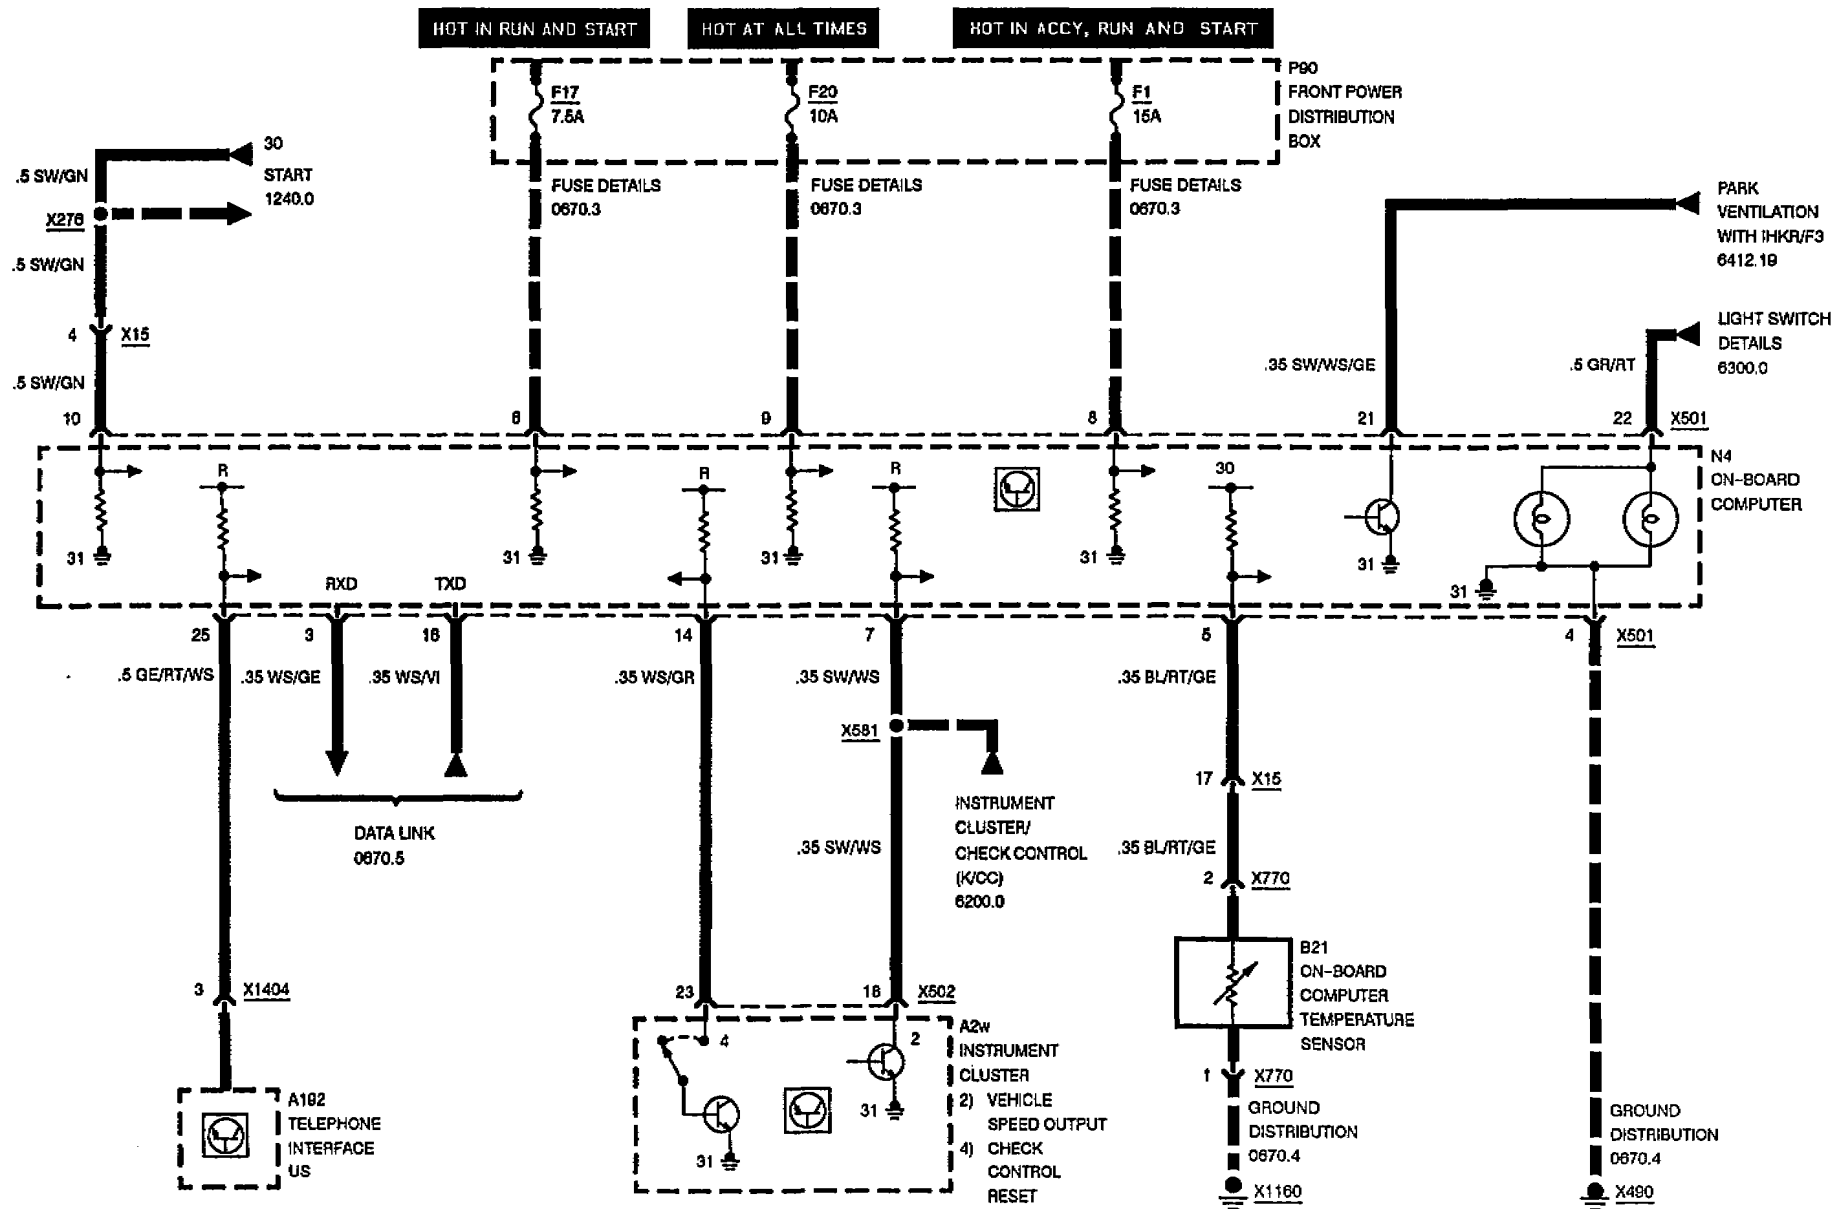 HOT IN RUN AND START
HOT AT ALL TIMES
HOT IN ACCY, RUN AND START
F17
7.5A
F20
10A
F1
15A
P90
FRONT POWER
DISTRIBUTION
BOX
30
START
1240.0
.5 SW/GN
X276
.5 SW/GN
4
X15
.5 SW/GN
FUSE DETAILS
0670.3
FUSE DETAILS
0670.3
FUSE DETAILS
0670.3
PARK
VENTILATION
WITH IHKR/F3
6412.19
LIGHT SWITCH
DETAILS
6300.0
.35 SW/WS/GE
.5 GR/RT
10
6
9
8
21
22
X501
N4
ON-BOARD
COMPUTER
R
R
R
30
31
31
31
31
31
31
RXD
TXD
25
3
16
14
7
5
4
X501
.5 GE/RT/WS
.35 WS/GE
.35 WS/VI
.35 WS/GR
.35 SW/WS
.35 BL/RT/GE
X581
DATA LINK
0670.5
INSTRUMENT
CLUSTER/
CHECK CONTROL
(K/CC)
6200.0
17
X15
.35 SW/WS
.35 BL/RT/GE
2
X770
B21
ON-BOARD
COMPUTER
TEMPERATURE
SENSOR
3
X1404
23
18
X502
A2w
INSTRUMENT
CLUSTER
2) VEHICLE
SPEED OUTPUT
4) CHECK
CONTROL
RESET
4
2
31
31
1
X770
GROUND
DISTRIBUTION
0670.4
X1160
GROUND
DISTRIBUTION
0670.4
X490
A192
TELEPHONE
INTERFACE
US